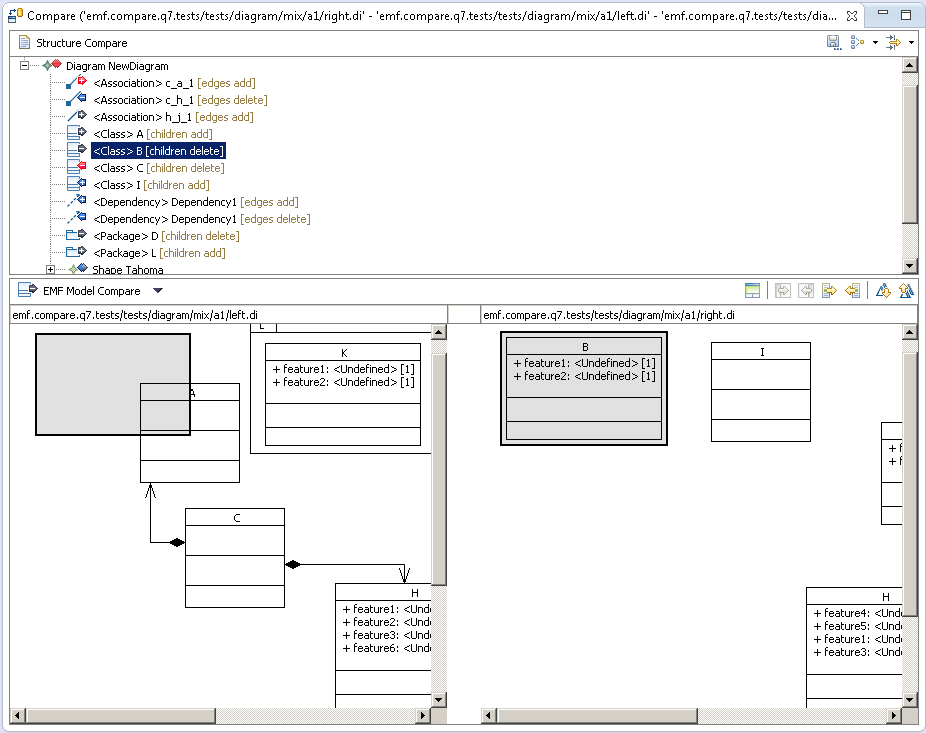 Compare ('emf.compare.q7.tests/tests/diagram/mix/a1/right.di' - 'emf.compare.q7.tests/tests/diagram/mix/a1/left.di' - 'emf.compare.q7.tests/tests/dia...
Structure Compare
Diagram NewDiagram
<Association> c_a_1 [edges add]
<Association> c_h_1 [edges delete]
<Association> h_j_1 [edges add]
<Class> A [children add]
<Class> B [children delete]
<Class> C [children delete]
<Class> I [children add]
<Dependency> Dependency1 [edges add]
<Dependency> Dependency1 [edges delete]
<Package> D [children delete]
<Package> L [children add]
Shape Tahoma
EMF Model Compare
emf.compare.q7.tests/tests/diagram/mix/a1/left.di
L
K
+ feature1: <Undefined> [1]
+ feature2: <Undefined> [1]
A
C
H
+ feature1: <Unde
+ feature2: <Unde
+ feature3: <Unde
+ feature6: <Unde
emf.compare.q7.tests/tests/diagram/mix/a1/right.di
B
+ feature1: <Undefined> [1]
+ feature2: <Undefined> [1]
I
+ f
+ f
H
+ feature4: <Und
+ feature5: <Und
+ feature1: <Und
+ feature3: <Und